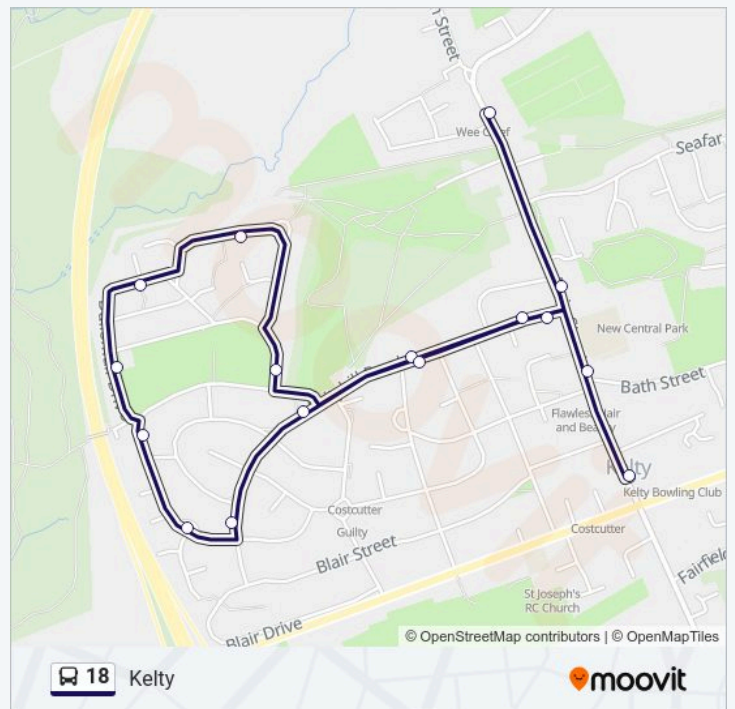 Street
Wee Chief
Seafar
New Central Park
Bath Street
Flawless Hair
and Beauty
Kelty
Kelty Bowling Club
Costcutter
Guilty
Costcutter
Blair Street
Fairfield
St Joseph's
RC Church
Blair Drive
© OpenStreetMap contributors | © OpenMapTiles
18 Kelty
moovit